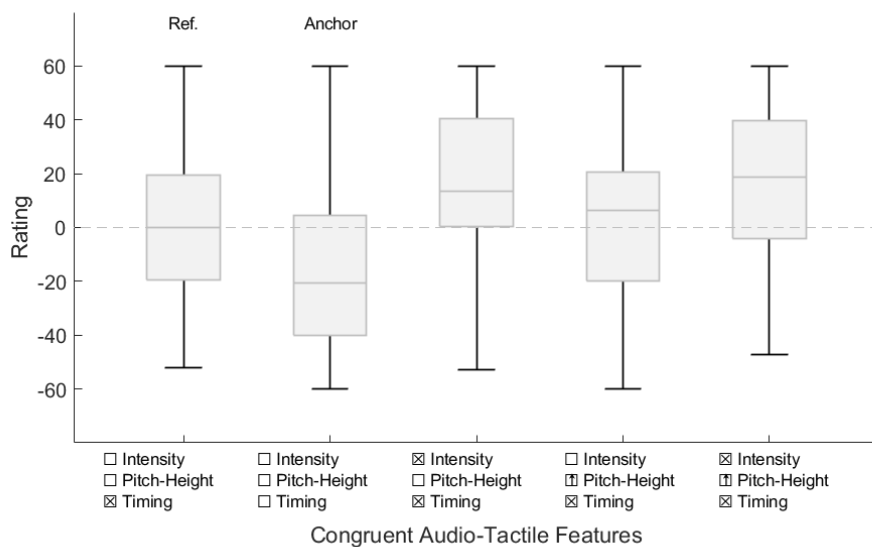 Ref. Anchor
60
40
20
0
-20
-40
-60
Rating
☐ Intensity ☐ Intensity ☒ Intensity ☐ Intensity ☒ Intensity
☐ Pitch-Height ☐ Pitch-Height ☐ Pitch-Height ⍐ Pitch-Height ⍐ Pitch-Height
☒ Timing ☐ Timing ☒ Timing ☒ Timing ☒ Timing
Congruent Audio-Tactile Features